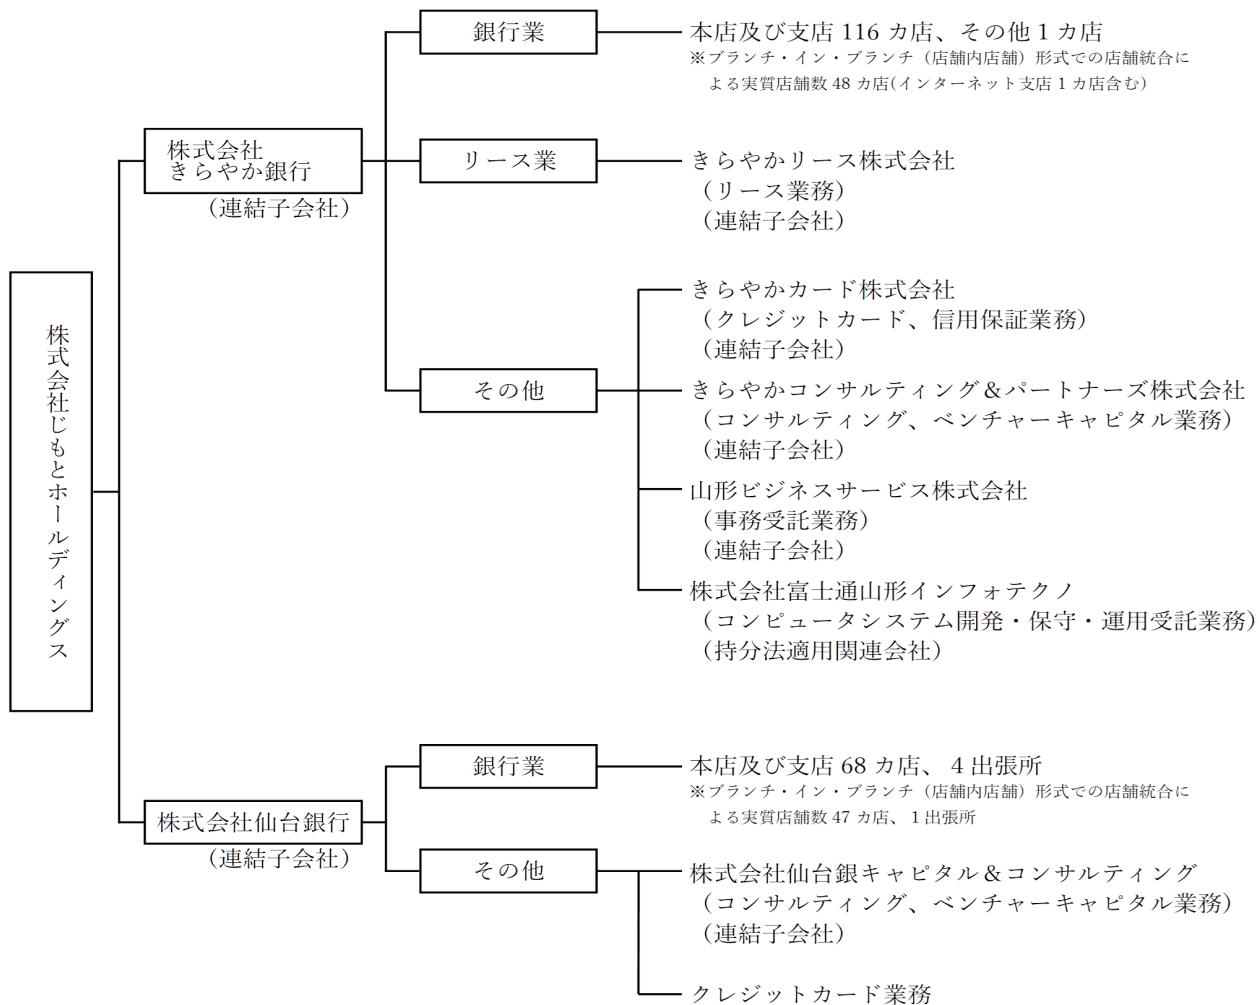 株式会社じもとホールディングス
株式会社
きらやか銀行
（連結子会社）
銀行業
本店及び支店 116 カ店、その他 1 カ店
※ブランチ・イン・ブランチ（店舗内店舗）形式での店舗統合に
よる実質店舗数 48 カ店(インターネット支店 1 カ店含む)
リース業
きらやかリース株式会社
（リース業務）
（連結子会社）
その他
きらやかカード株式会社
（クレジットカード、信用保証業務）
（連結子会社）
きらやかコンサルティング＆パートナーズ株式会社
（コンサルティング、ベンチャーキャピタル業務）
（連結子会社）
山形ビジネスサービス株式会社
（事務受託業務）
（連結子会社）
株式会社富士通山形インフォテクノ
（コンピュータシステム開発・保守・運用受託業務）
（持分法適用関連会社）
株式会社仙台銀行
（連結子会社）
銀行業
本店及び支店 68 カ店、４出張所
※ブランチ・イン・ブランチ（店舗内店舗）形式での店舗統合に
よる実質店舗数 47 カ店、１出張所
その他
株式会社仙台銀キャピタル＆コンサルティング
（コンサルティング、ベンチャーキャピタル業務）
（連結子会社）
クレジットカード業務